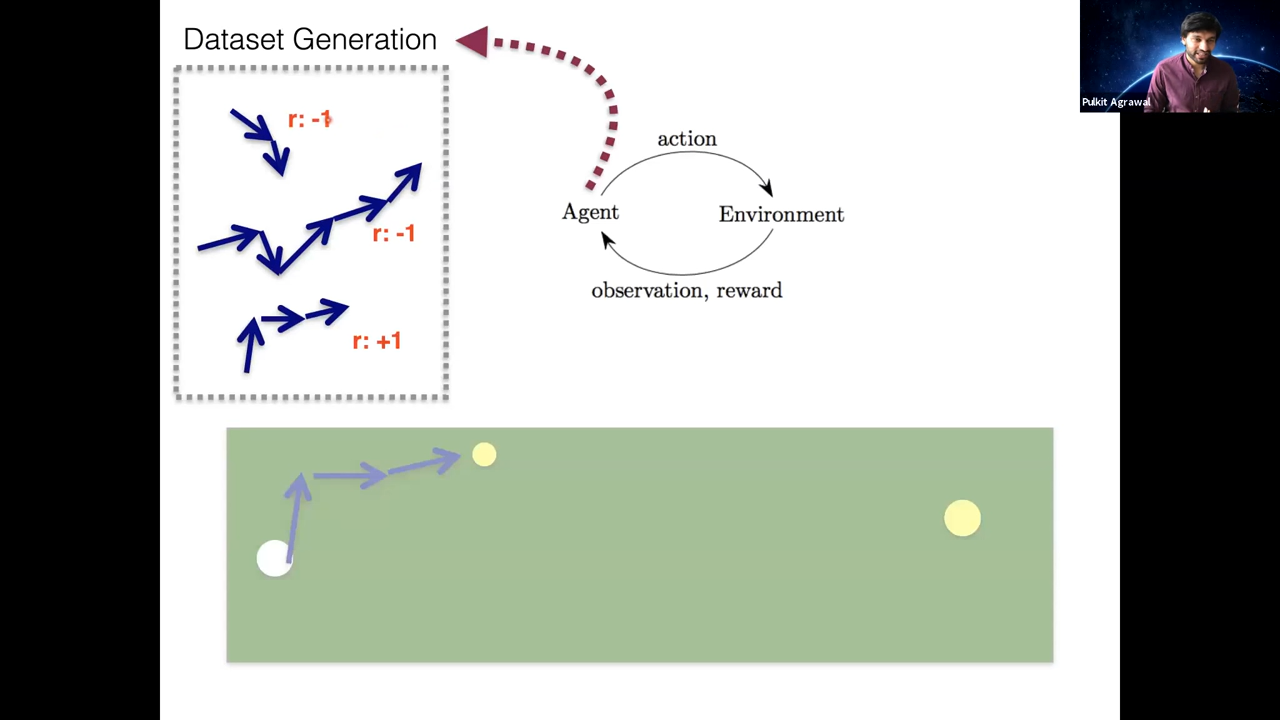 Dataset Generation
Pulkit Agrawal
r: -1
action
Agent
Environment
r: -1
observation, reward
r: +1